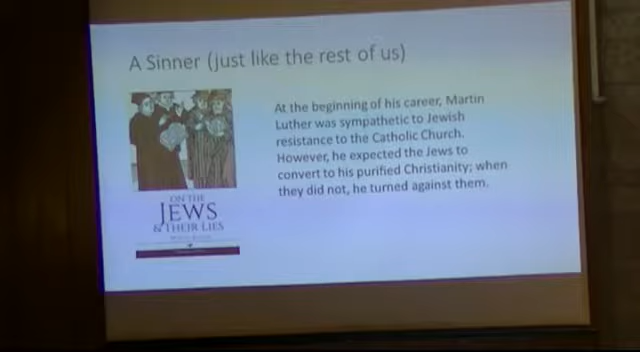 A Sinner (just like the rest of us)
At the beginning of his career, Martin
Luther was sympathetic to Jewish
resistance to the Catholic Church.
However, he expected the Jews to
convert to his purified Christianity; when
they did not, he turned against them.
ON THE
JEWS
& THEIR LIES